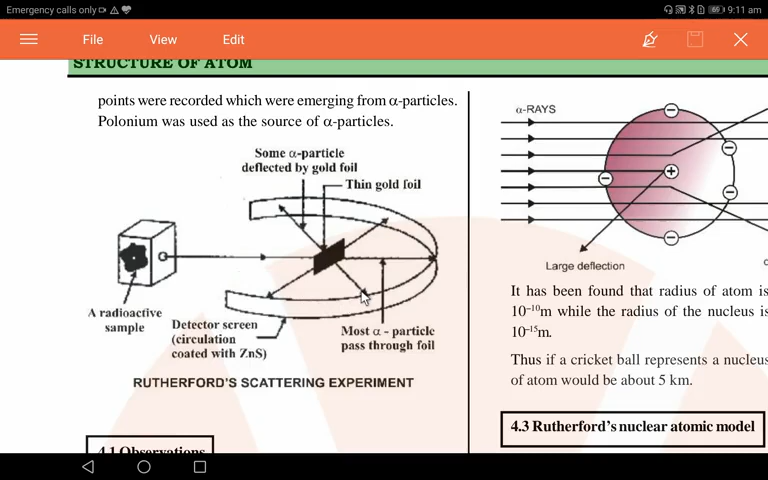 Emergency calls only
69 9:11 am
File View Edit
STRUCTURE OF ATOM
points were recorded which were emerging from α-particles.
Polonium was used as the source of α-particles.
Some α-particle
deflected by gold foil
Thin gold foil
A radioactive
sample
Detector screen
(circulation
coated with ZnS)
Most α - particle
pass through foil
RUTHERFORD'S SCATTERING EXPERIMENT
4.1 Observations
α-RAYS
Large deflection
It has been found that radius of atom is
10⁻¹⁰m while the radius of the nucleus is
10⁻¹⁵m.
Thus if a cricket ball represents a nucleus
of atom would be about 5 km.
4.3 Rutherford's nuclear atomic model